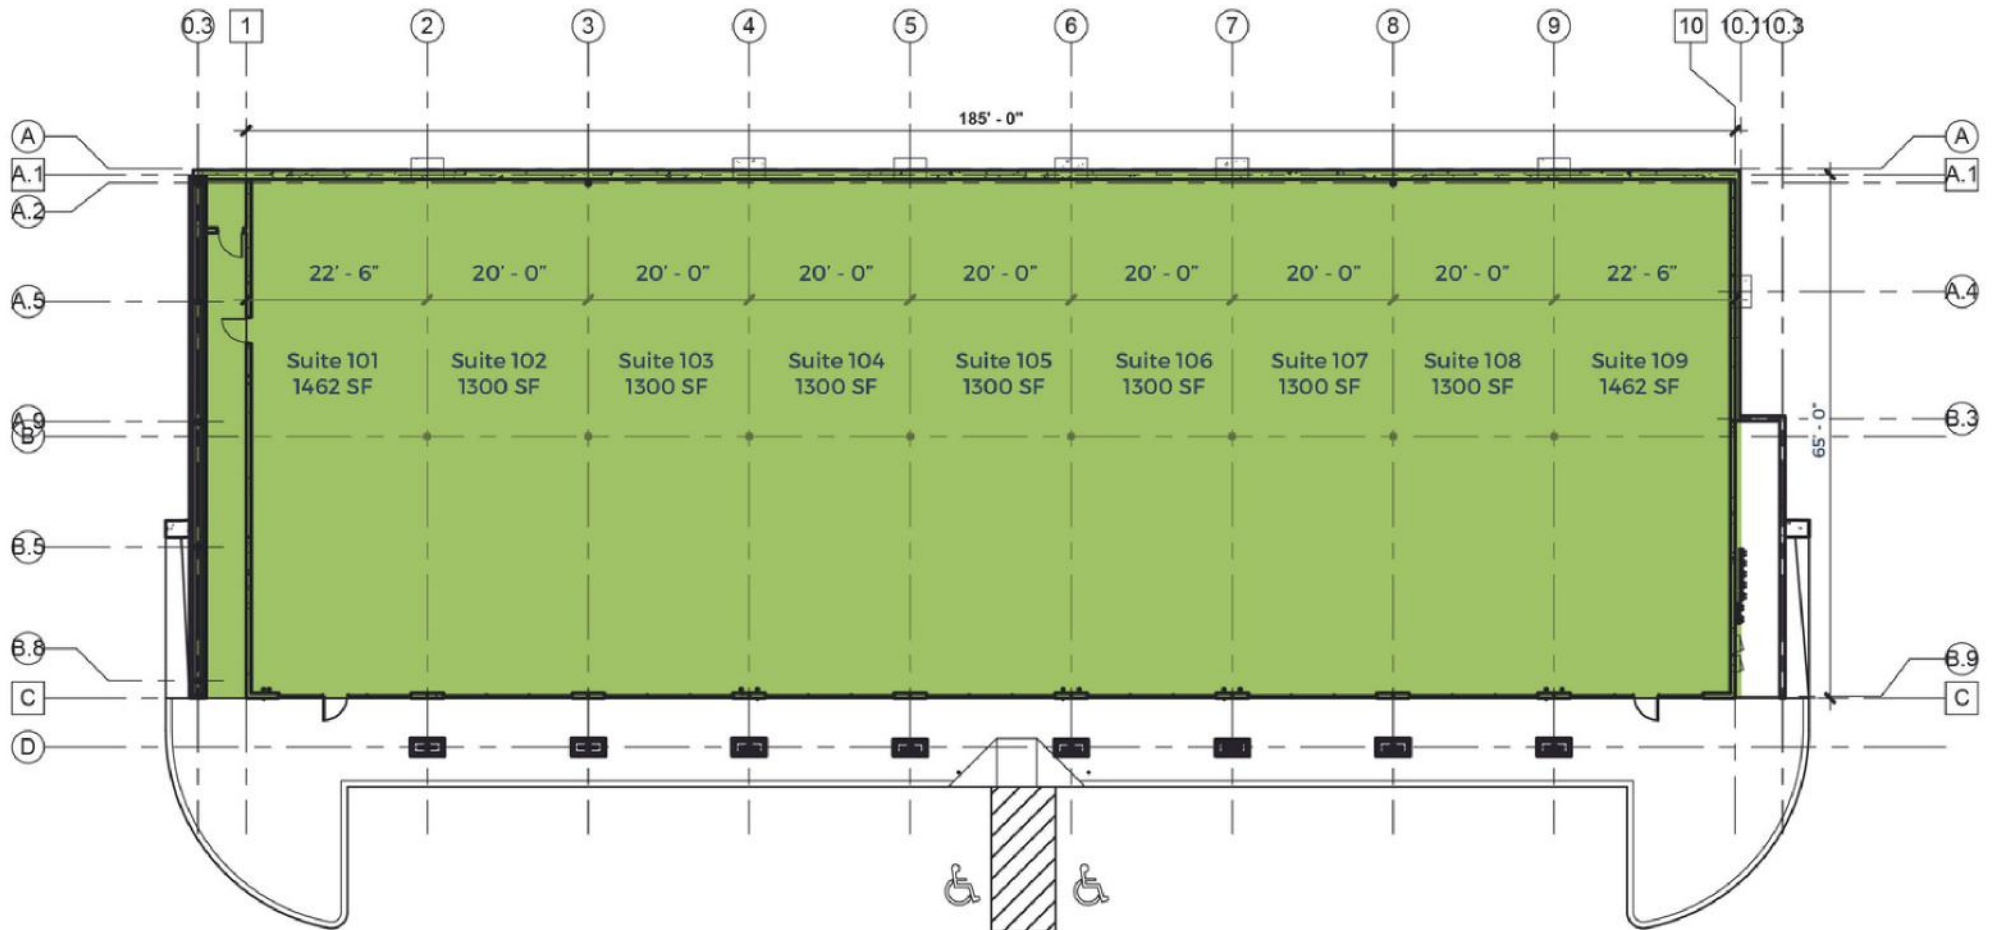 0.3 1 2 3 4 5 6 7 8 9 10 10.1 10.3
185' - 0"
A A
A.1 A.1
A.2
22' - 6" 20' - 0" 20' - 0" 20' - 0" 20' - 0" 20' - 0" 20' - 0" 20' - 0" 22' - 6"
A.5 A.4
Suite 101 Suite 102 Suite 103 Suite 104 Suite 105 Suite 106 Suite 107 Suite 108 Suite 109
1462 SF 1300 SF 1300 SF 1300 SF 1300 SF 1300 SF 1300 SF 1300 SF 1462 SF
A.9 B.3
B
65' - 0"
B.5
B.8 B.9
C C
D